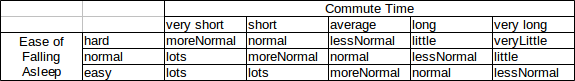 Commute Time
very short short average long very long
Ease of Falling Asleep
hard moreNormal normal lessNormal little veryLittle
normal lots moreNormal normal lessNormal little
easy lots lots moreNormal normal lessNormal